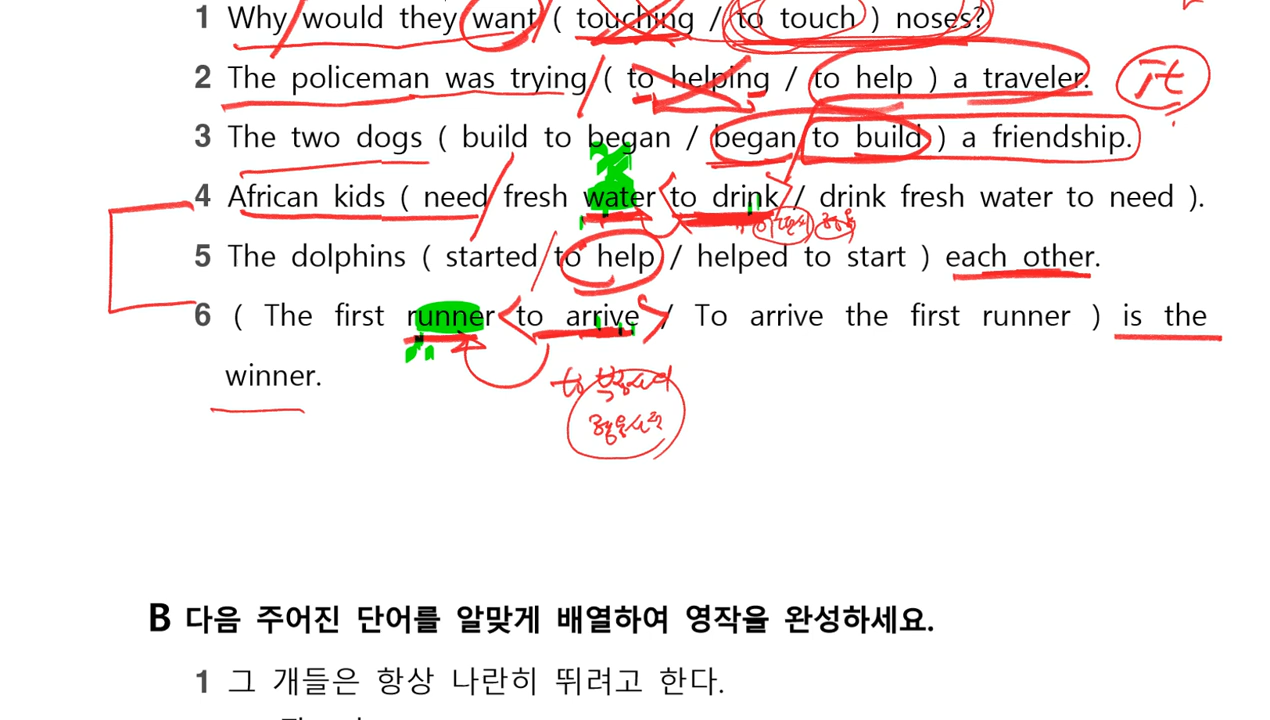 1 Why would they want ( touching / to touch ) noses?
2 The policeman was trying ( to helping / to help ) a traveler.
3 The two dogs ( build to began / began to build ) a friendship.
4 African kids ( need fresh water to drink / drink fresh water to need ).
5 The dolphins ( started to help / helped to start ) each other.
6 ( The first runner to arrive / To arrive the first runner ) is the
winner.
B 다음 주어진 단어를 알맞게 배열하여 영작을 완성하세요.
1 그 개들은 항상 나란히 뛰려고 한다.